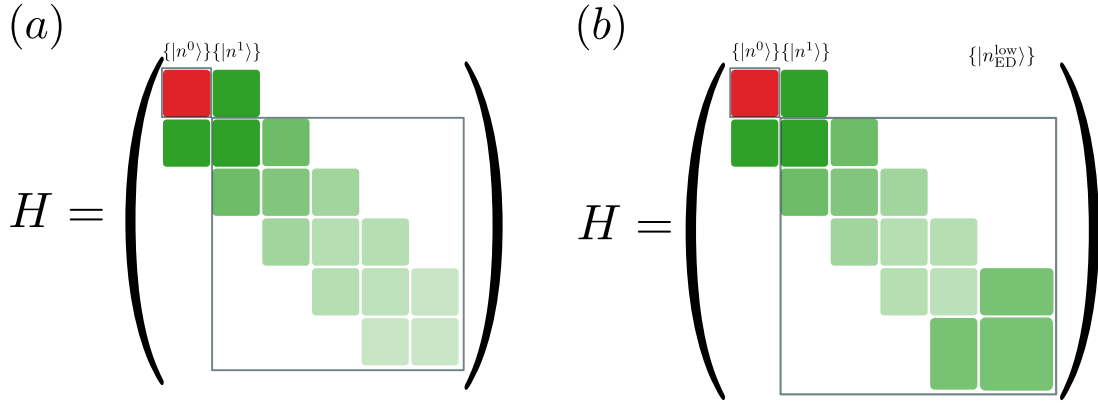 (a)
{|n⁰⟩}{|n¹⟩}
H =
(b)
{|n⁰⟩}{|n¹⟩}
{|n_ED^low⟩}
H =